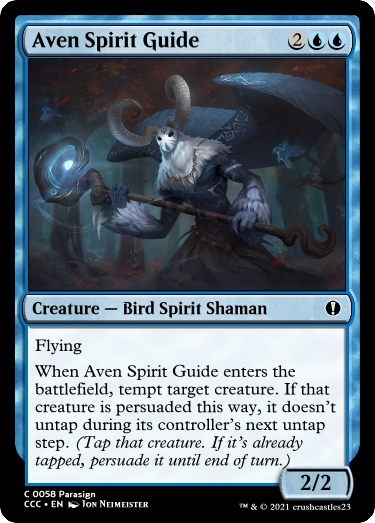 Aven Spirit Guide 2
Creature — Bird Spirit Shaman
Flying
When Aven Spirit Guide enters the
battlefield, tempt target creature. If that
creature is persuaded this way, it doesn't
untap during its controller's next untap
step. (Tap that creature. If it's already
tapped, persuade it until end of turn.)
2/2
C 0058 Parasign
CCC • EN Jon Neimeister
™ & © 2021 crushcastles23